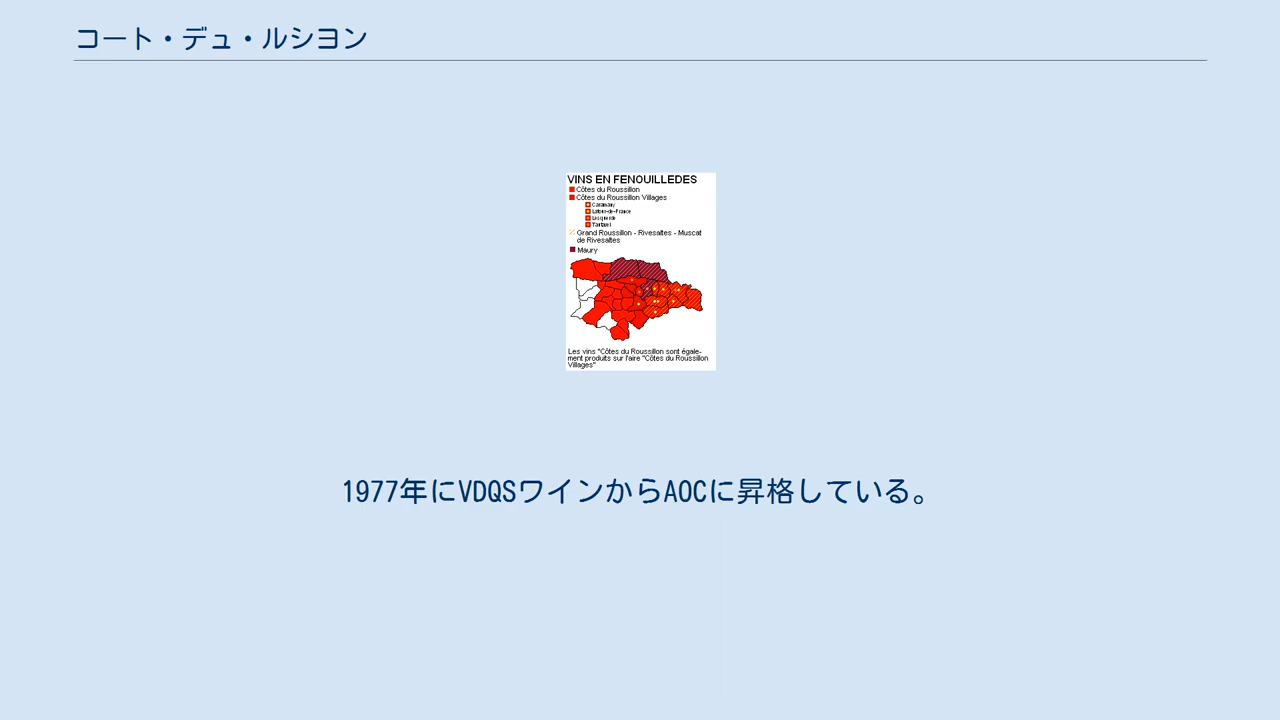 コート・デュ・ルシヨン
VINS EN FENOUILLEDES
Côtes du Roussillon
Côtes du Roussillon Villages
Caramany
Latour-de-France
Lesquerde
Tautavel
Grand Roussillon - Rivesaltes - Muscat
de Rivesaltes
Maury
Les vins "Côtes du Roussillon sont égale-
ment produits sur l'aire "Côtes du Roussillon
Villages"
1977年にVDQSワインからAOCに昇格している。